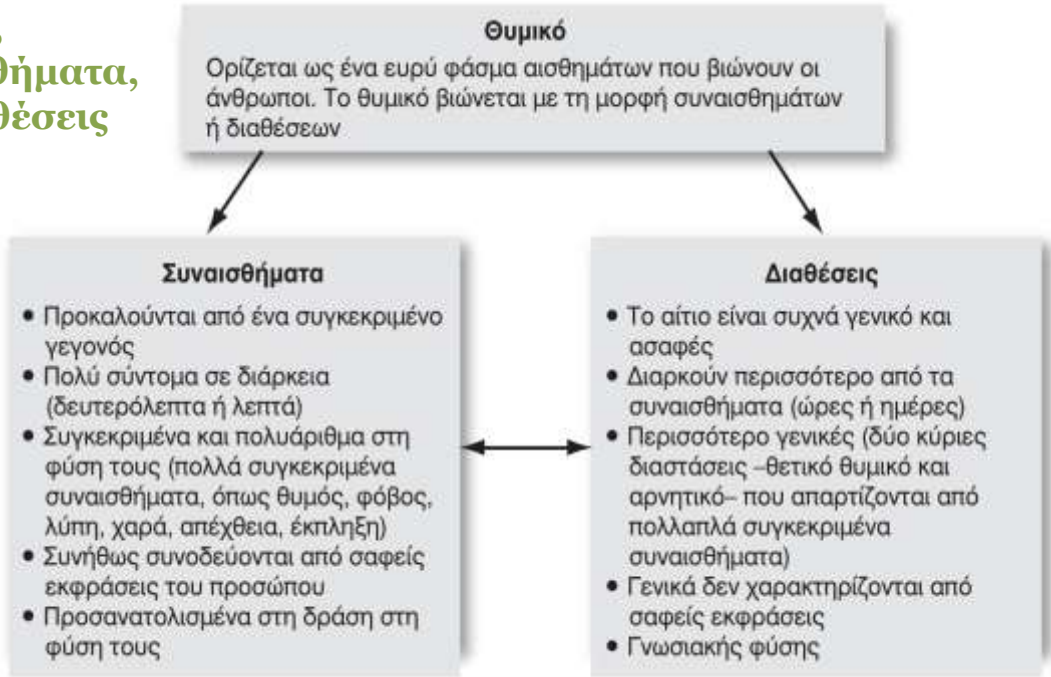 θήματα,
θέσεις
Θυμικό
Ορίζεται ως ένα ευρύ φάσμα αισθημάτων που βιώνουν οι
άνθρωποι. Το θυμικό βιώνεται με τη μορφή συναισθημάτων
ή διαθέσεων
Συναισθήματα
• Προκαλούνται από ένα συγκεκριμένο
γεγονός
• Πολύ σύντομα σε διάρκεια
(δευτερόλεπτα ή λεπτά)
• Συγκεκριμένα και πολυάριθμα στη
φύση τους (πολλά συγκεκριμένα
συναισθήματα, όπως θυμός, φόβος,
λύπη, χαρά, απέχθεια, έκπληξη)
• Συνήθως συνοδεύονται από σαφείς
εκφράσεις του προσώπου
• Προσανατολισμένα στη δράση στη
φύση τους
Διαθέσεις
• Το αίτιο είναι συχνά γενικό και
ασαφές
• Διαρκούν περισσότερο από τα
συναισθήματα (ώρες ή ημέρες)
• Περισσότερο γενικές (δύο κύριες
διαστάσεις –θετικό θυμικό και
αρνητικό– που απαρτίζονται από
πολλαπλά συγκεκριμένα
συναισθήματα)
• Γενικά δεν χαρακτηρίζονται από
σαφείς εκφράσεις
• Γνωσιακής φύσης